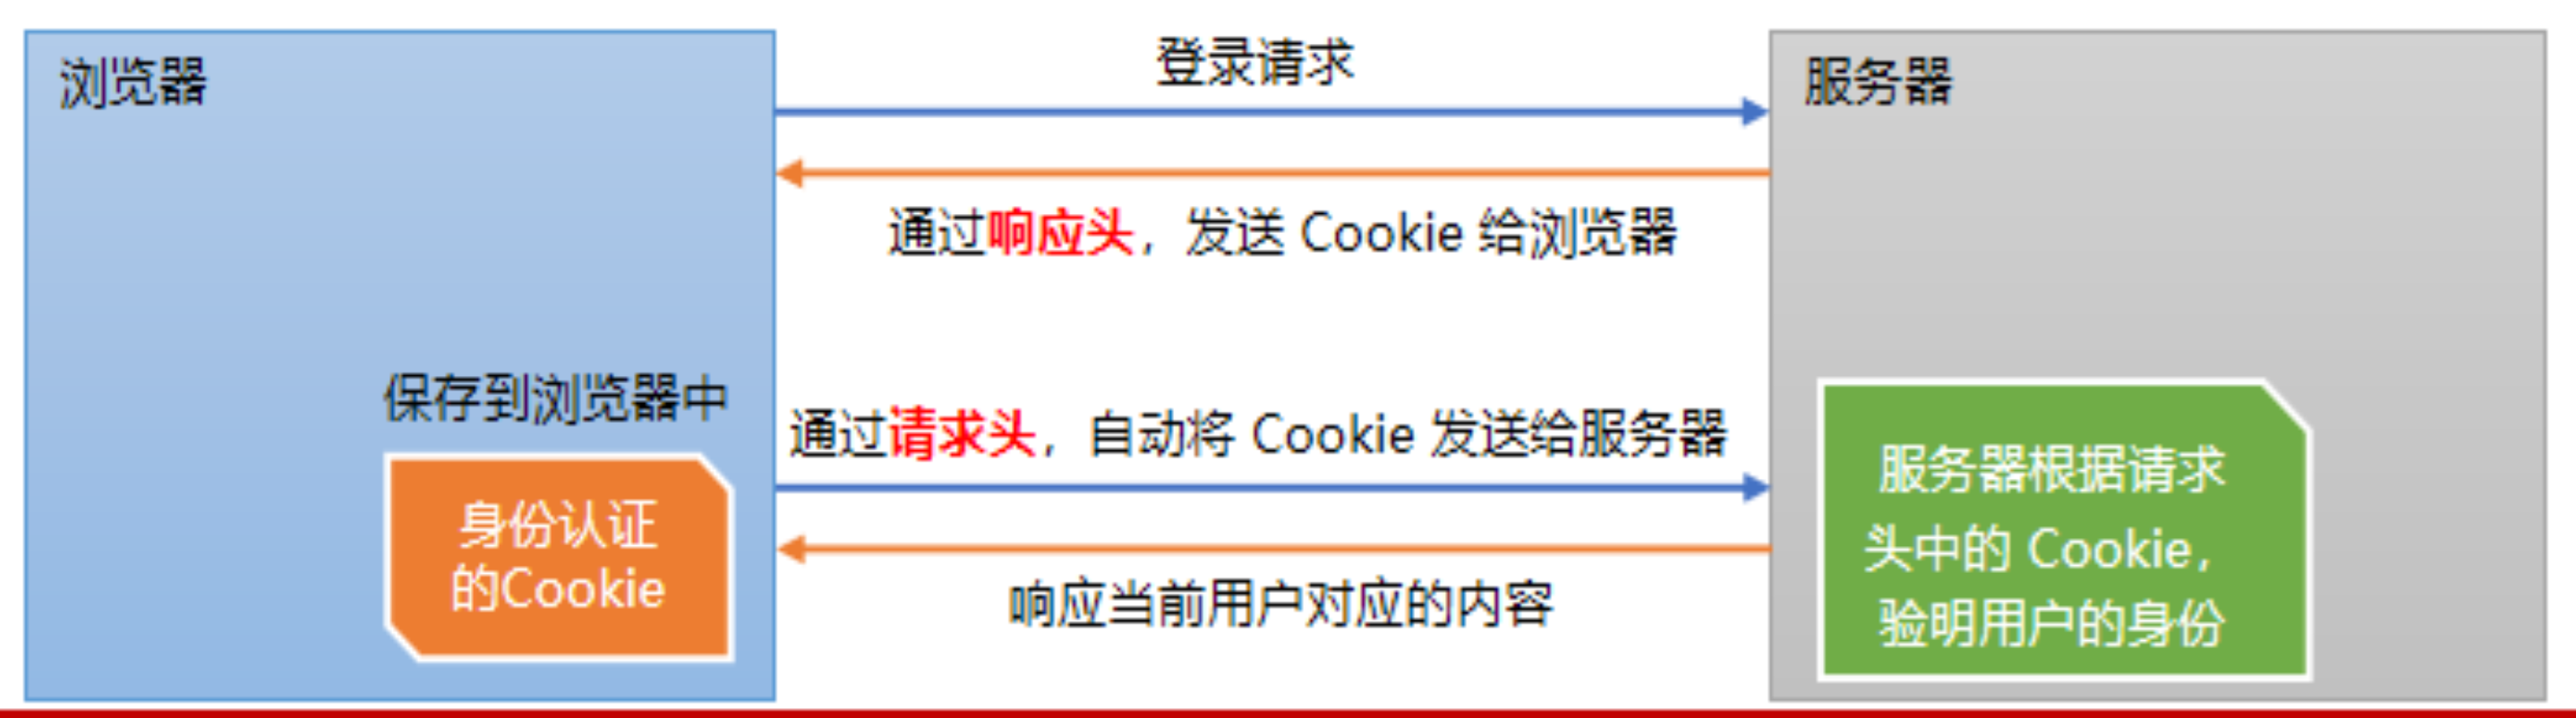 浏览器
登录请求
服务器
通过响应头，发送 Cookie 给浏览器
保存到浏览器中
通过请求头，自动将 Cookie 发送给服务器
身份认证
的Cookie
服务器根据请求
头中的 Cookie，
验明用户的身份
响应当前用户对应的内容